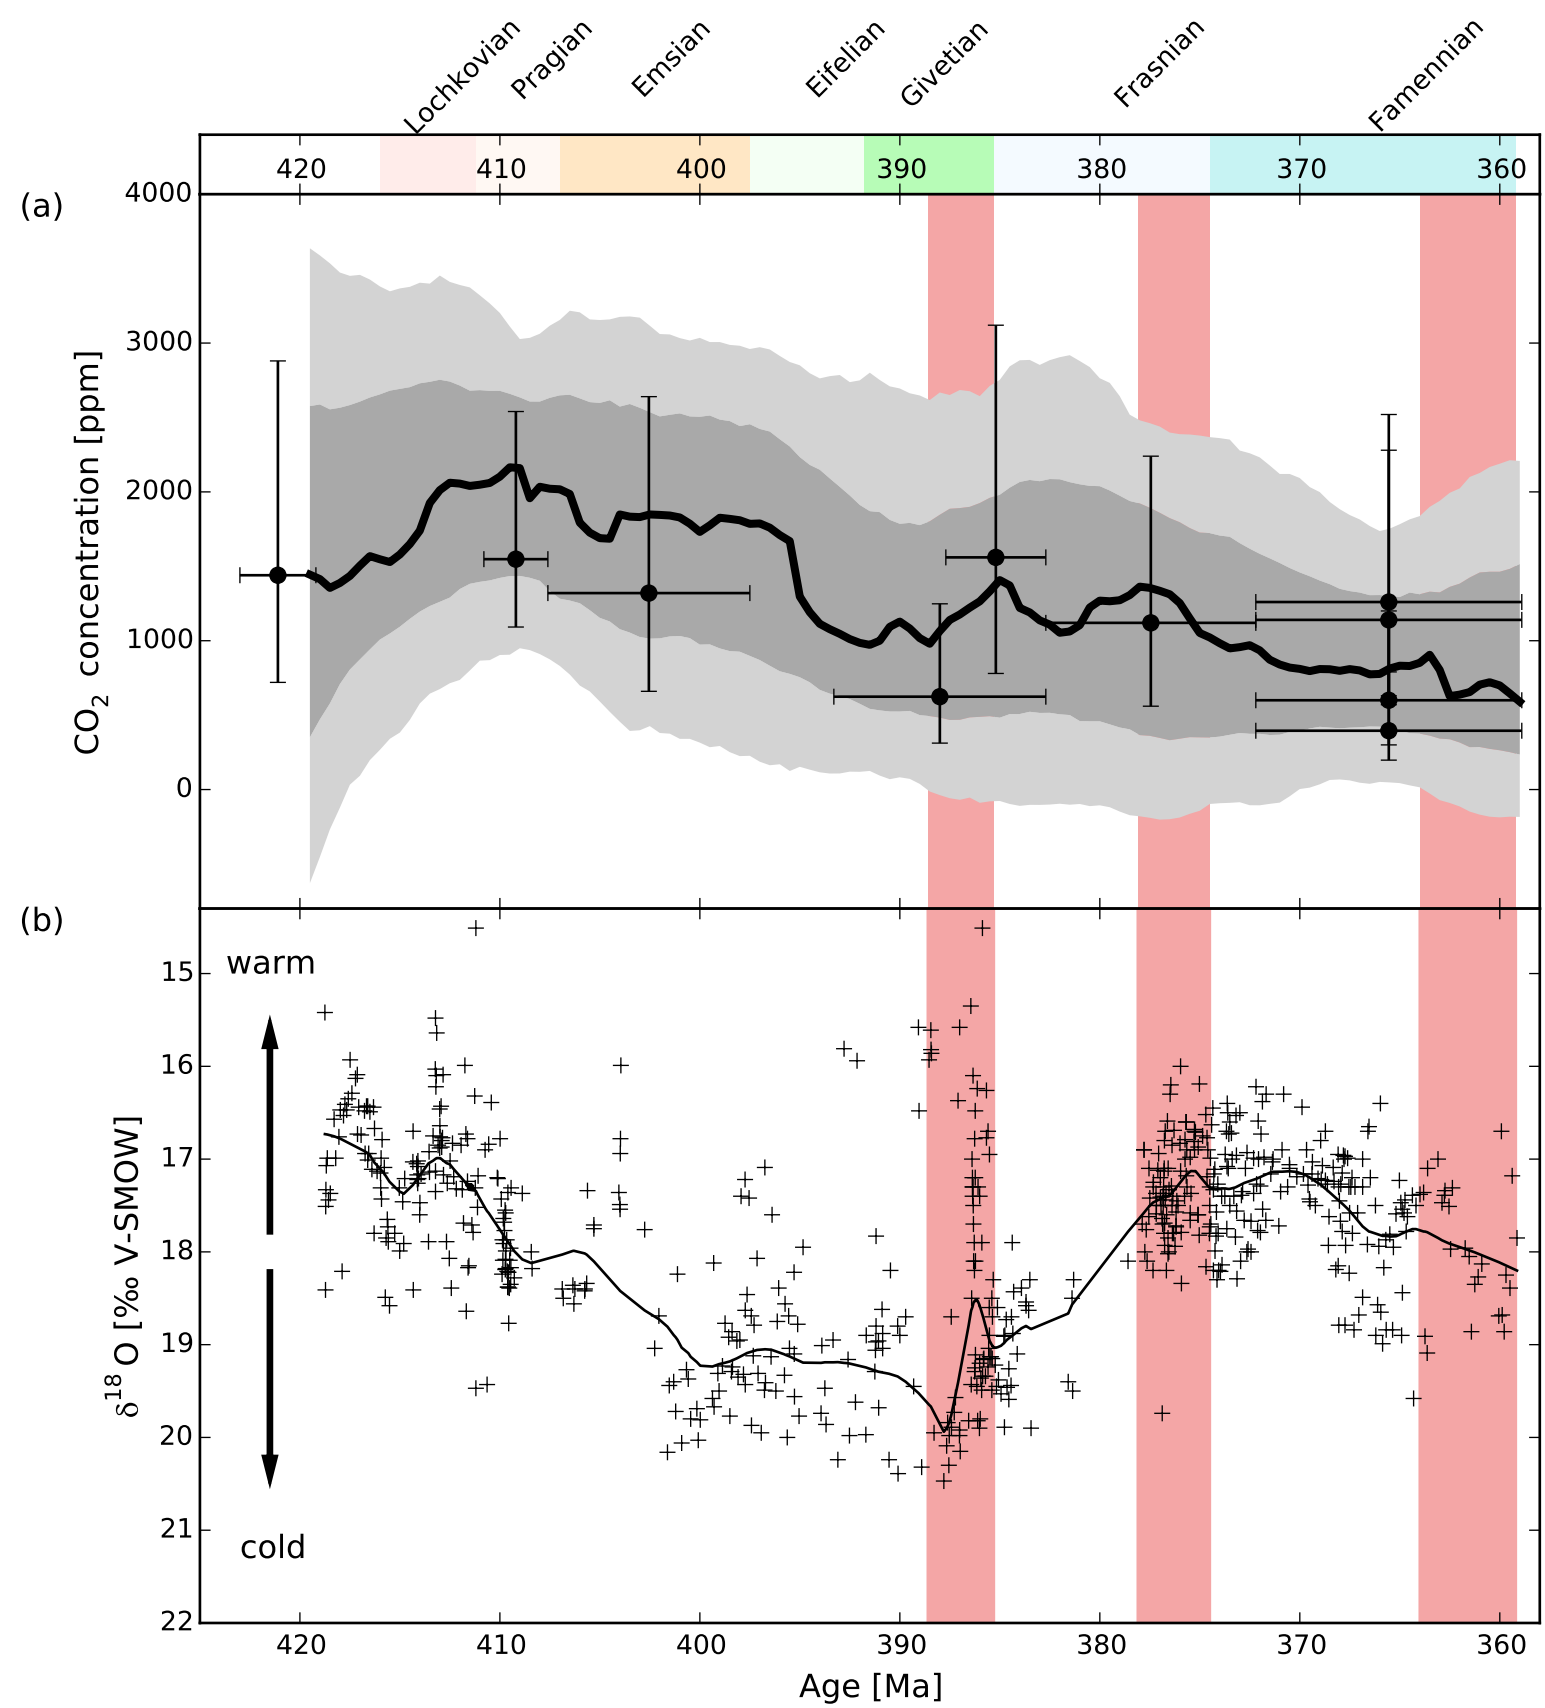 Lochkovian Pragian Emsian Eifelian Givetian Frasnian Famennian
420 410 400 390 380 370 360
(a)
4000
3000
2000
1000
0
CO2 concentration [ppm]
(b)
warm
cold
15
16
17
18
19
20
21
22
δ18 O [‰ V-SMOW]
420 410 400 390 380 370 360
Age [Ma]